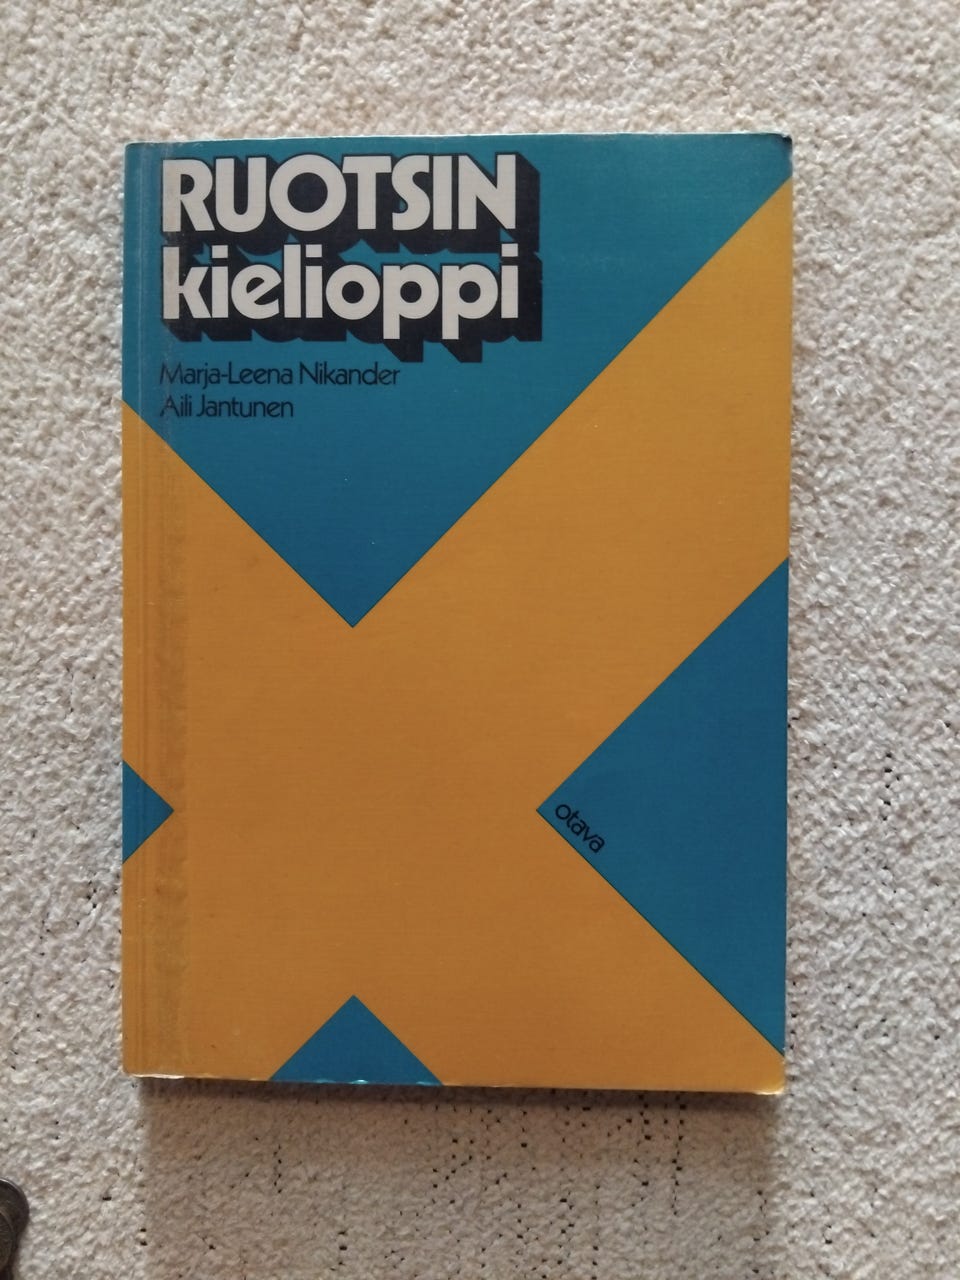 RUOTSIN
kielioppi
Marja-Leena Nikander
Aili Jantunen
otava